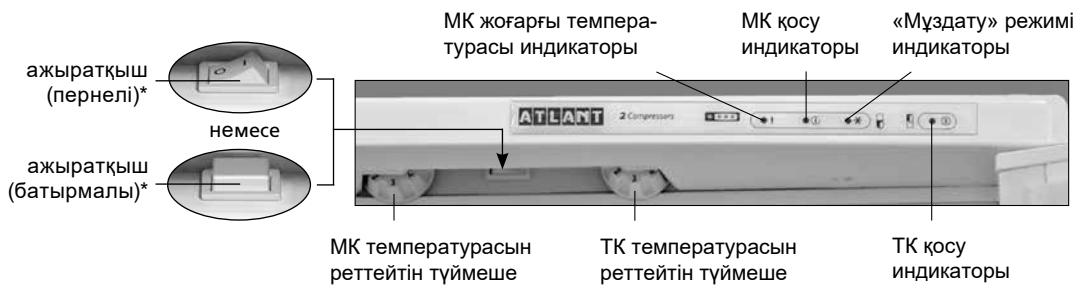 МК жоғарғы темпера-
турасы индикаторы
МК қосу
индикаторы
«Мұздату» режимі
индикаторы
ажыратқыш
(пернелі)*
немесе
ажыратқыш
(батырмалы)*
ATLANT
2 Compressors
МК температурасын
реттейтін түймеше
ТК температурасын
реттейтін түймеше
ТК қосу
индикаторы